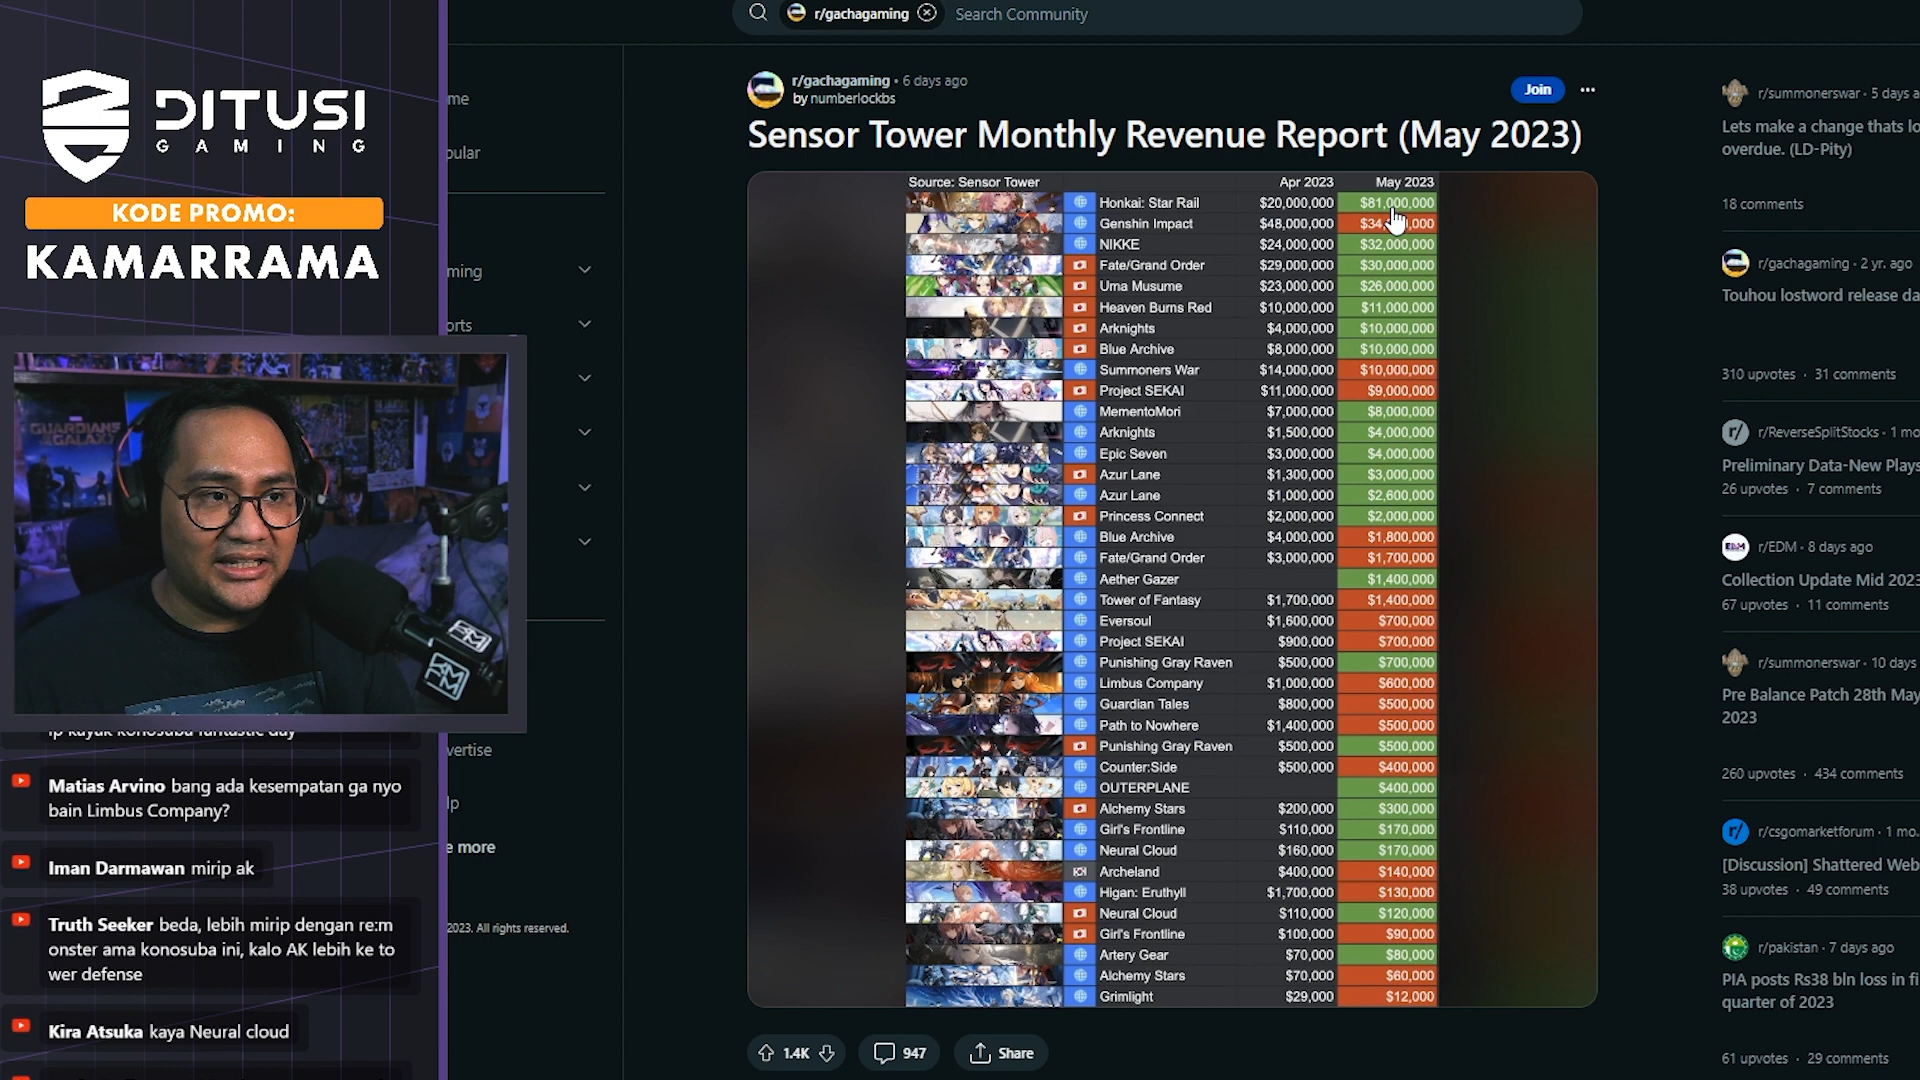 DITUSI
GAMING
KODE PROMO:
KAMARRAMA
Matias Arvino bang ada kesempatan ga nyo
bain Limbus Company?
Iman Darmawan mirip ak
Truth Seeker beda, lebih mirip dengan re:m
onster ama konosuba ini, kalo AK lebih ke to
wer defense
Kira Atsuka kaya Neural cloud
GUARDIANS
GALAXY
me
pular
ming
orts
vertise
lp
e more
2023. All rights reserved.
r/gachagaming
Search Community
r/gachagaming • 6 days ago
by numberlockbs
Join
Sensor Tower Monthly Revenue Report (May 2023)
Source: Sensor Tower Apr 2023 May 2023
Honkai: Star Rail $20,000,000 $81,000,000
Genshin Impact $48,000,000
NIKKE $24,000,000 $32,000,000
Fate/Grand Order $29,000,000 $30,000,000
Uma Musume $23,000,000 $26,000,000
Heaven Burns Red $10,000,000 $11,000,000
Arknights $4,000,000 $10,000,000
Blue Archive $8,000,000 $10,000,000
Summoners War $14,000,000 $10,000,000
Project SEKAI $11,000,000 $9,000,000
MementoMori $7,000,000 $8,000,000
Arknights $1,500,000 $4,000,000
Epic Seven $3,000,000 $4,000,000
Azur Lane $1,300,000 $3,000,000
Azur Lane $1,000,000 $2,600,000
Princess Connect $2,000,000 $2,000,000
Blue Archive $4,000,000 $1,800,000
Fate/Grand Order $3,000,000 $1,700,000
Aether Gazer $1,400,000
Tower of Fantasy $1,700,000 $1,400,000
Eversoul $1,600,000 $700,000
Project SEKAI $900,000 $700,000
Punishing Gray Raven $500,000 $700,000
Limbus Company $1,000,000 $600,000
Guardian Tales $800,000 $500,000
Path to Nowhere $1,400,000 $500,000
Punishing Gray Raven $500,000 $500,000
Counter:Side $500,000 $400,000
OUTERPLANE $400,000
Alchemy Stars $200,000 $300,000
Girl's Frontline $110,000 $170,000
Neural Cloud $160,000 $170,000
Archeland $400,000 $140,000
Higan: Eruthyll $1,700,000 $130,000
Neural Cloud $110,000 $120,000
Girl's Frontline $100,000 $90,000
Artery Gear $70,000 $80,000
Alchemy Stars $70,000 $60,000
Grimlight $29,000 $12,000
1.4K
947
Share
r/summonerswar • 5 days a
Lets make a change thats lo
overdue. (LD-Pity)
18 comments
r/gachagaming • 2 yr. ago
Touhou lostword release da
310 upvotes · 31 comments
r/ReverseSplitStocks • 1 mo
Preliminary Data-New Plays
26 upvotes · 7 comments
r/EDM • 8 days ago
Collection Update Mid 2023
67 upvotes · 11 comments
r/summonerswar • 10 days
Pre Balance Patch 28th May
2023
260 upvotes · 434 comments
r/csgomarketforum • 1 mo.
[Discussion] Shattered Web
38 upvotes · 49 comments
r/pakistan • 7 days ago
PIA posts Rs38 bln loss in fi
quarter of 2023
61 upvotes · 29 comments